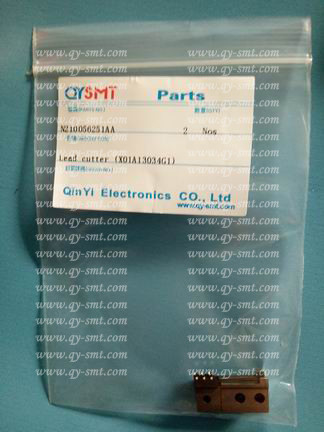 QYSMT Parts
N210056251AA 2 Nos
Lead cutter (X01A13034G1)
QinYi Electronics CO., Ltd
www.qy-smt.com